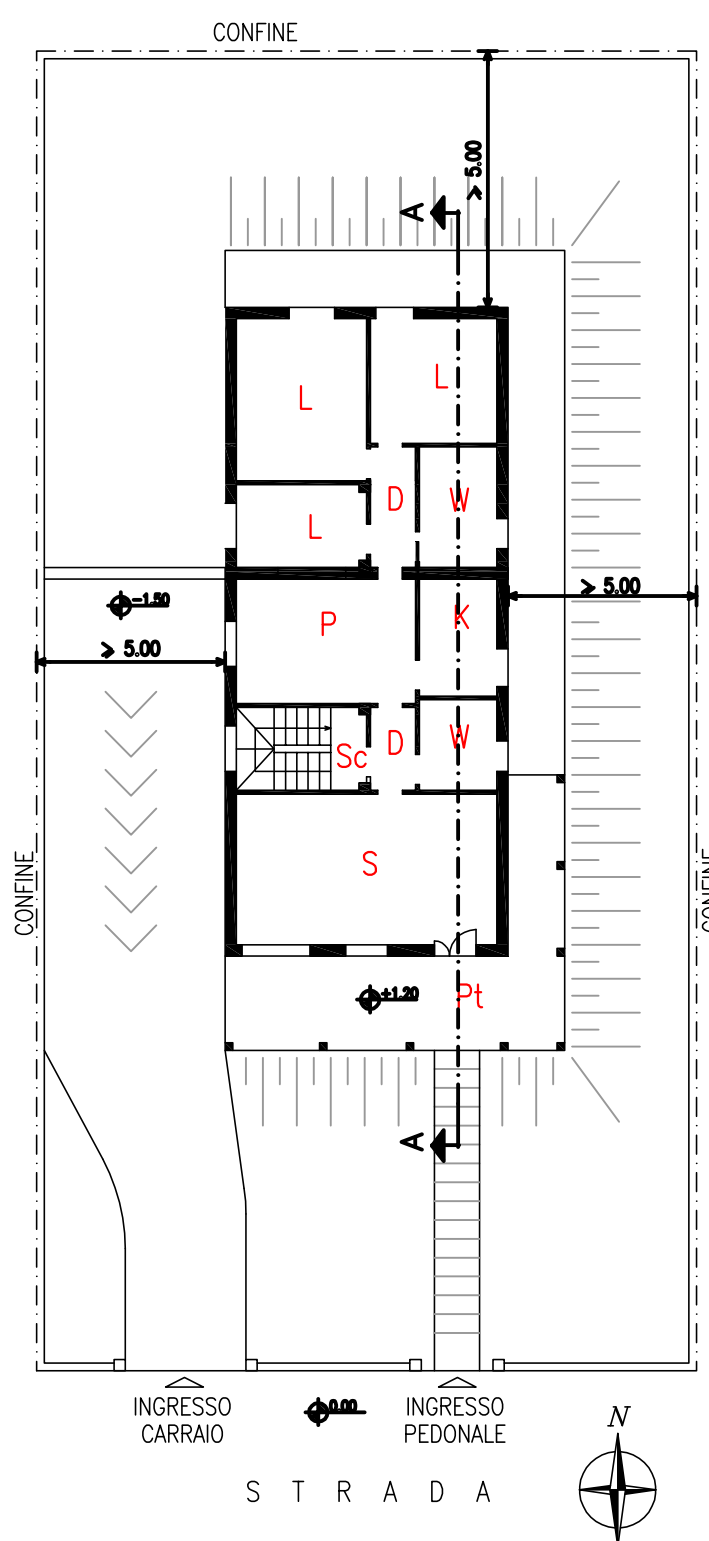 CONFINE
> 5.00
A
L
L
D
W
L
> 5.00
-1.50
P
K
> 5.00
Sc
D
W
CONFINE
CONFINE
S
+1.20
Pt
A
INGRESSO
CARRAIO
0.00
INGRESSO
PEDONALE
N
S T R A D A